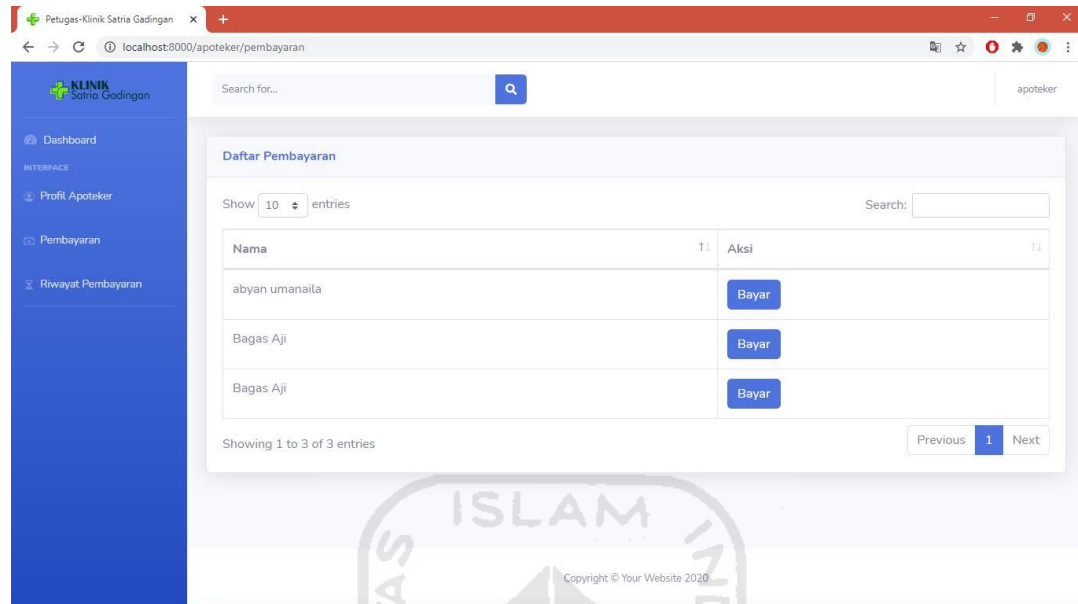 Petugas-Klinik Satria Gadingan
localhost:8000/apoteker/pembayaran
KLINIK
Satria Gadingan
Search for...
apoteker
Dashboard
INTERFACE
Profil Apoteker
Pembayaran
Riwayat Pembayaran
Daftar Pembayaran
Show 10 entries
Search:
Nama Aksi
abyan umanaila Bayar
Bagas Aji Bayar
Bagas Aji Bayar
Showing 1 to 3 of 3 entries
Previous 1 Next
ISLAM
Copyright © Your Website 2020